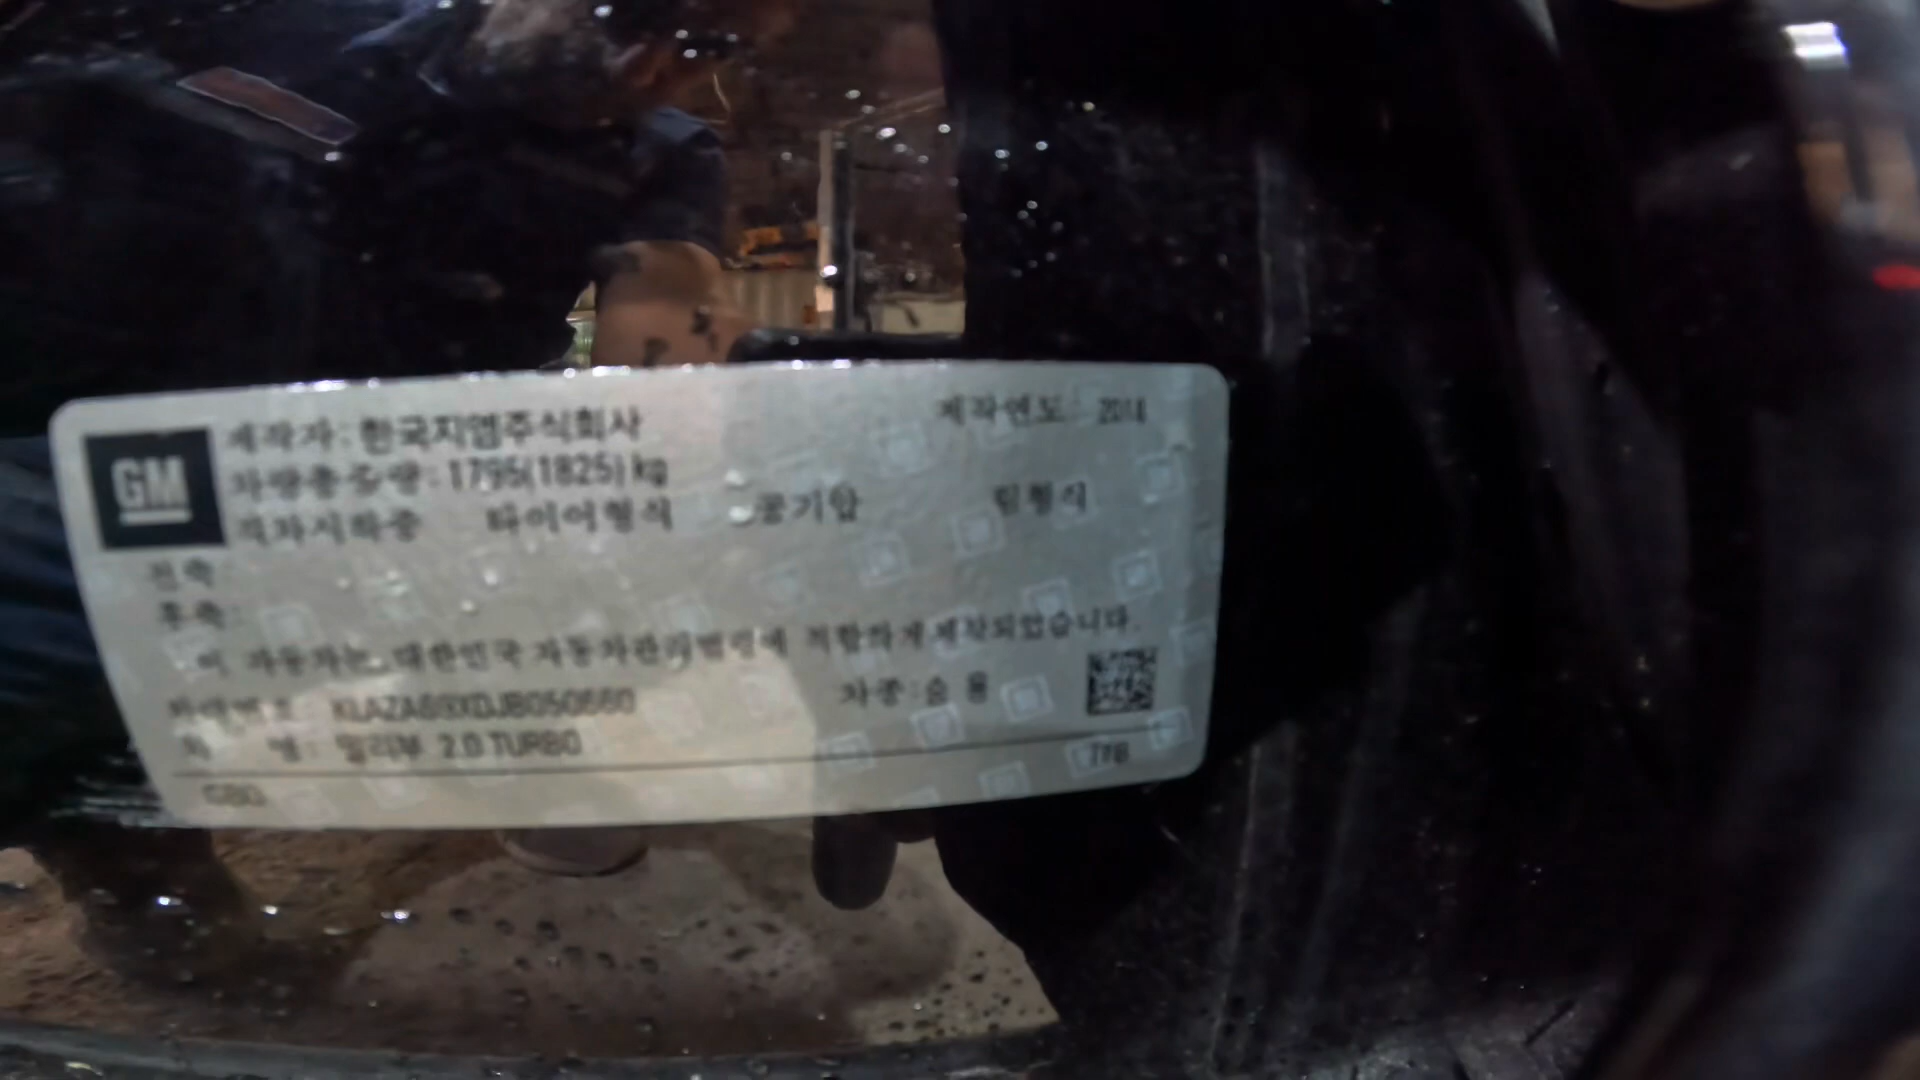 GM
제작자: 한국지엠주식회사
제작연도: 2018
차량총중량: 1795(1825)kg
적차시하중 타이어형식 공기압 림형식
전축:
후축:
이 자동차는 대한민국 자동차관리법령에 적합하게 제작되었습니다.
차대번호:
차종: 승용
차 명: 말리부 2.0 TURBO
GB0